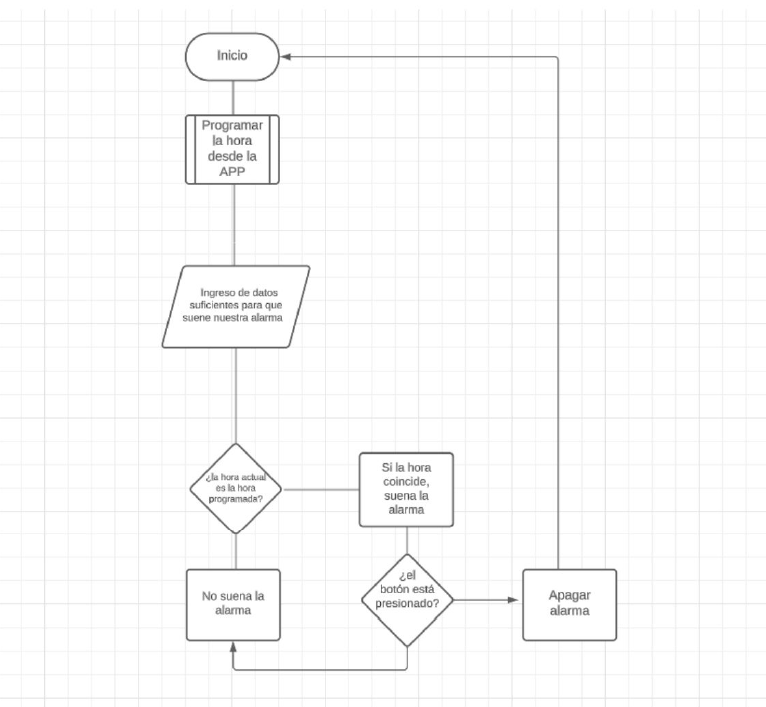 Inicio
Programar
la hora
desde la
APP
Ingreso de datos
suficientes para que
suene nuestra alarma
¿la hora actual
es la hora
programada?
Si la hora
coincide,
suena la
alarma
No suena la
alarma
¿el
botón está
presionado?
Apagar
alarma